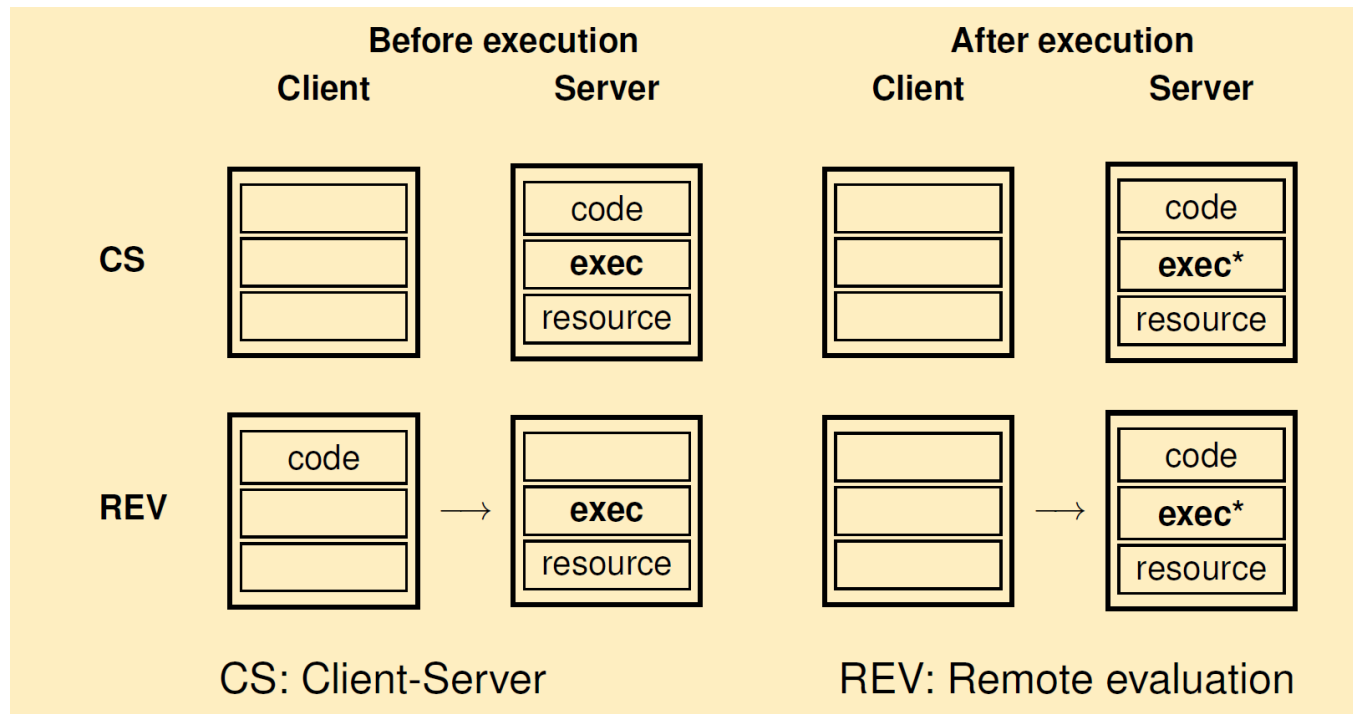 Before execution After execution
Client Server Client Server
code code
CS exec exec*
resource resource
code code
REV → exec → exec*
resource resource
CS: Client-Server REV: Remote evaluation